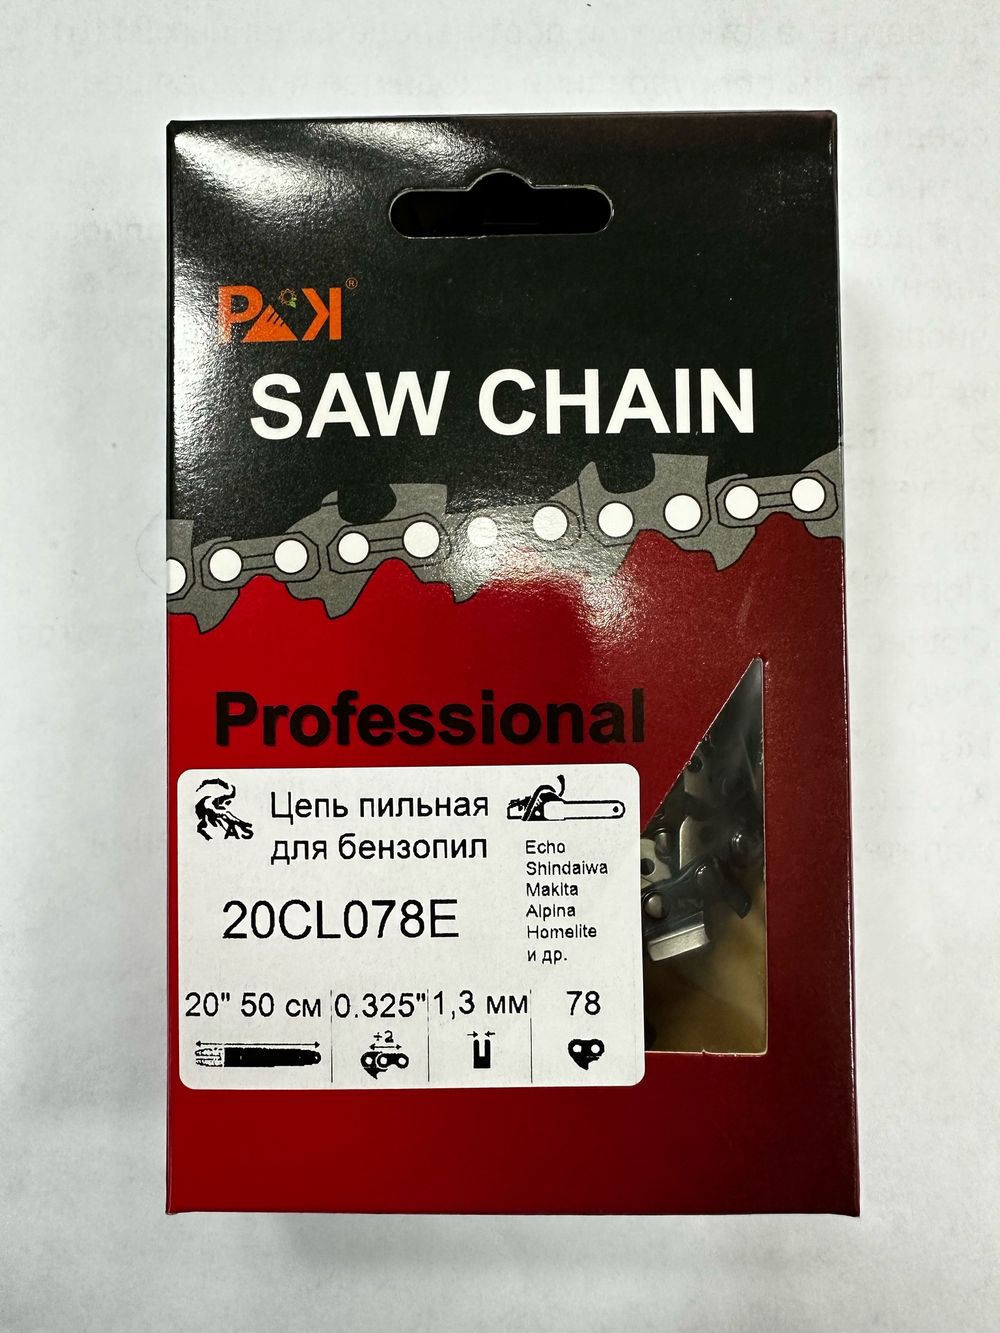 PAK®
SAW CHAIN
Professional
AS
Цепь пильная
для бензопил
20CL078E
Echo
Shindaiwa
Makita
Alpina
Homelite
и др.
20" 50 см 0.325" 1,3 мм 78
÷2